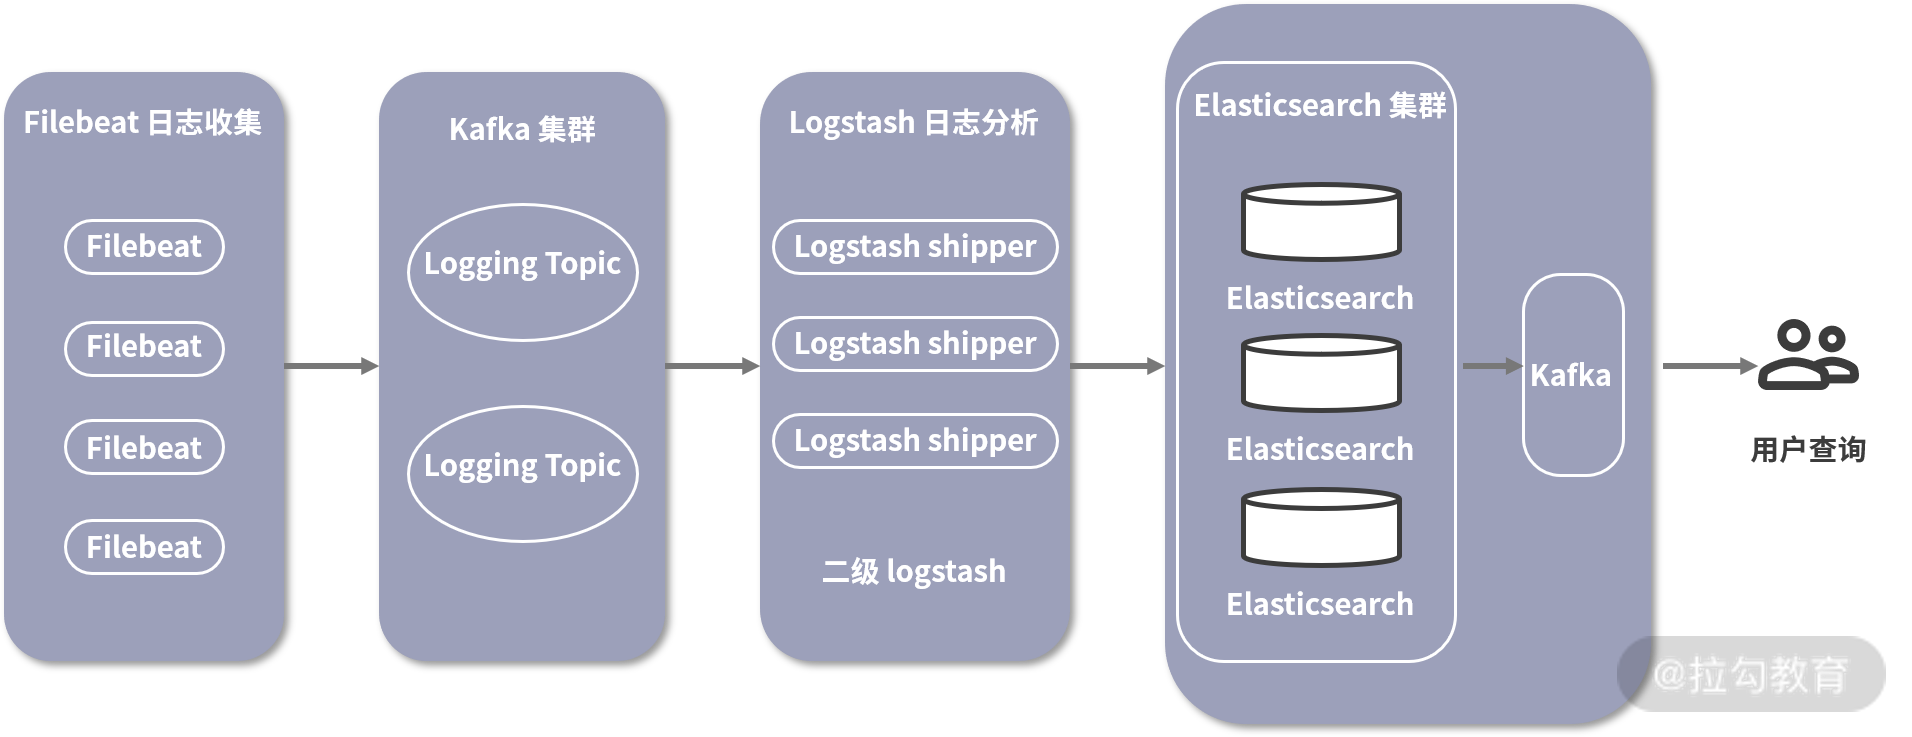 Filebeat 日志收集
Filebeat
Filebeat
Filebeat
Filebeat
Kafka 集群
Logging Topic
Logging Topic
Logstash 日志分析
Logstash shipper
Logstash shipper
Logstash shipper
二级 logstash
Elasticsearch 集群
Elasticsearch
Elasticsearch
Elasticsearch
Kafka
用户查询
@拉勾教育